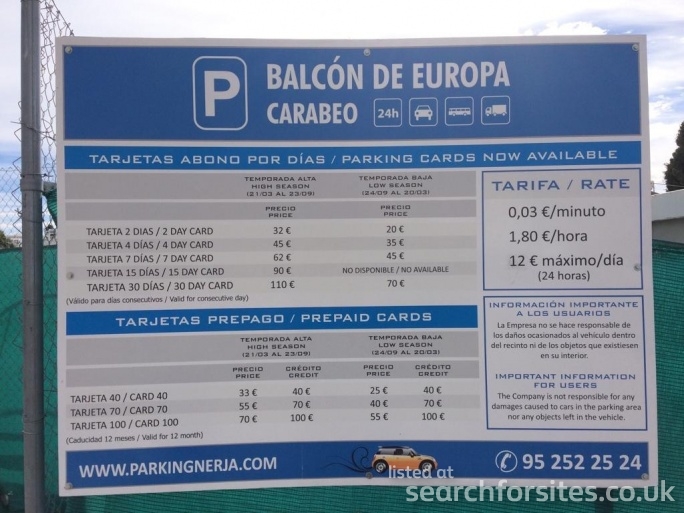 P
BALCÓN DE EUROPA
CARABEO 24h
TARJETAS ABONO POR DÍAS / PARKING CARDS NOW AVAILABLE
TEMPORADA ALTA
HIGH SEASON
(21/03 AL 23/09)
TEMPORADA BAJA
LOW SEASON
(24/09 AL 20/03)
PRECIO
PRICE
PRECIO
PRICE
TARJETA 2 DIAS / 2 DAY CARD 32 € 20 €
TARJETA 4 DÍAS / 4 DAY CARD 45 € 35 €
TARJETA 7 DÍAS / 7 DAY CARD 62 € 45 €
TARJETA 15 DÍAS / 15 DAY CARD 90 € NO DISPONIBLE / NO AVAILABLE
TARJETA 30 DÍAS / 30 DAY CARD 110 € 70 €
(Válido para días consecutivos / Valid for consecutive day)
TARIFA / RATE
0,03 €/minuto
1,80 €/hora
12 € máximo/día
(24 horas)
TARJETAS PREPAGO / PREPAID CARDS
TEMPORADA ALTA
HIGH SEASON
(21/03 AL 23/09)
TEMPORADA BAJA
LOW SEASON
(24/09 AL 20/03)
PRECIO
PRICE
CRÉDITO
CREDIT
PRECIO
PRICE
CRÉDITO
CREDIT
TARJETA 40 / CARD 40 33 € 40 € 25 € 40 €
TARJETA 70 / CARD 70 55 € 70 € 40 € 70 €
TARJETA 100 / CARD 100 70 € 100 € 55 € 100 €
(Caducidad 12 meses / Valid for 12 month)
INFORMACIÓN IMPORTANTE
A LOS USUARIOS
La Empresa no se hace responsable de
los daños ocasionados al vehículo dentro
del recinto ni de los objetos que existiesen
en su interior.
IMPORTANT INFORMATION
FOR USERS
The Company is not responsible for any
damages caused to cars in the parking area
nor any objects left in the vehicle.
WWW.PARKINGNERJA.COM
95 252 25 24
listed at
searchforsites.co.uk